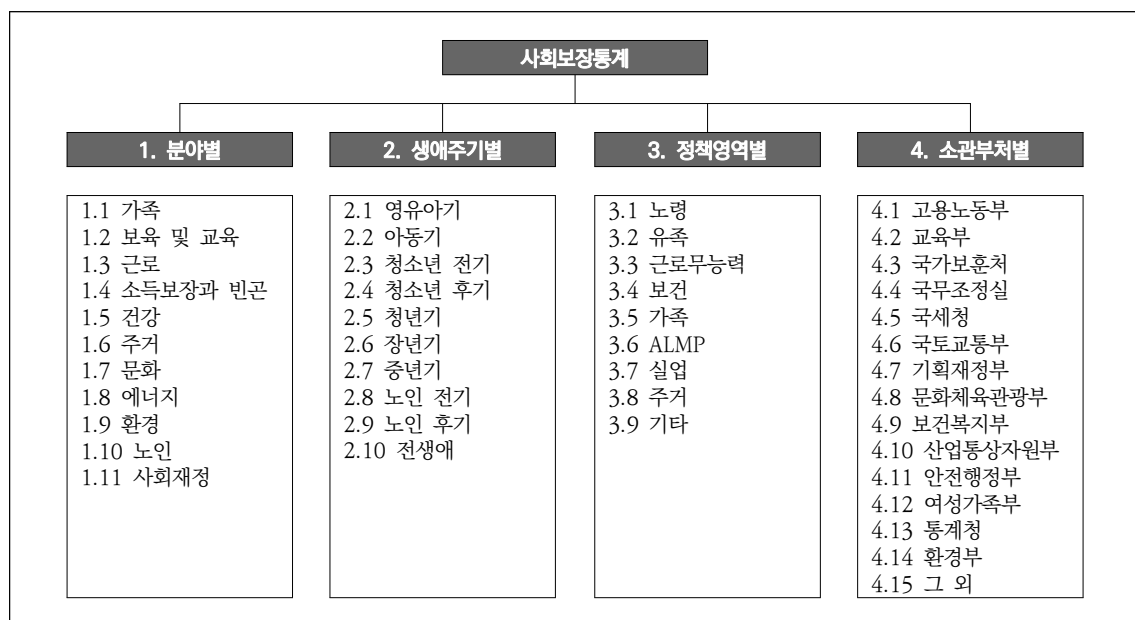 사회보장통계
1. 분야별
1.1 가족
1.2 보육 및 교육
1.3 근로
1.4 소득보장과 빈곤
1.5 건강
1.6 주거
1.7 문화
1.8 에너지
1.9 환경
1.10 노인
1.11 사회재정
2. 생애주기별
2.1 영유아기
2.2 아동기
2.3 청소년 전기
2.4 청소년 후기
2.5 청년기
2.6 장년기
2.7 중년기
2.8 노인 전기
2.9 노인 후기
2.10 전생애
3. 정책영역별
3.1 노령
3.2 유족
3.3 근로무능력
3.4 보건
3.5 가족
3.6 ALMP
3.7 실업
3.8 주거
3.9 기타
4. 소관부처별
4.1 고용노동부
4.2 교육부
4.3 국가보훈처
4.4 국무조정실
4.5 국세청
4.6 국토교통부
4.7 기획재정부
4.8 문화체육관광부
4.9 보건복지부
4.10 산업통상자원부
4.11 안전행정부
4.12 여성가족부
4.13 통계청
4.14 환경부
4.15 그 외